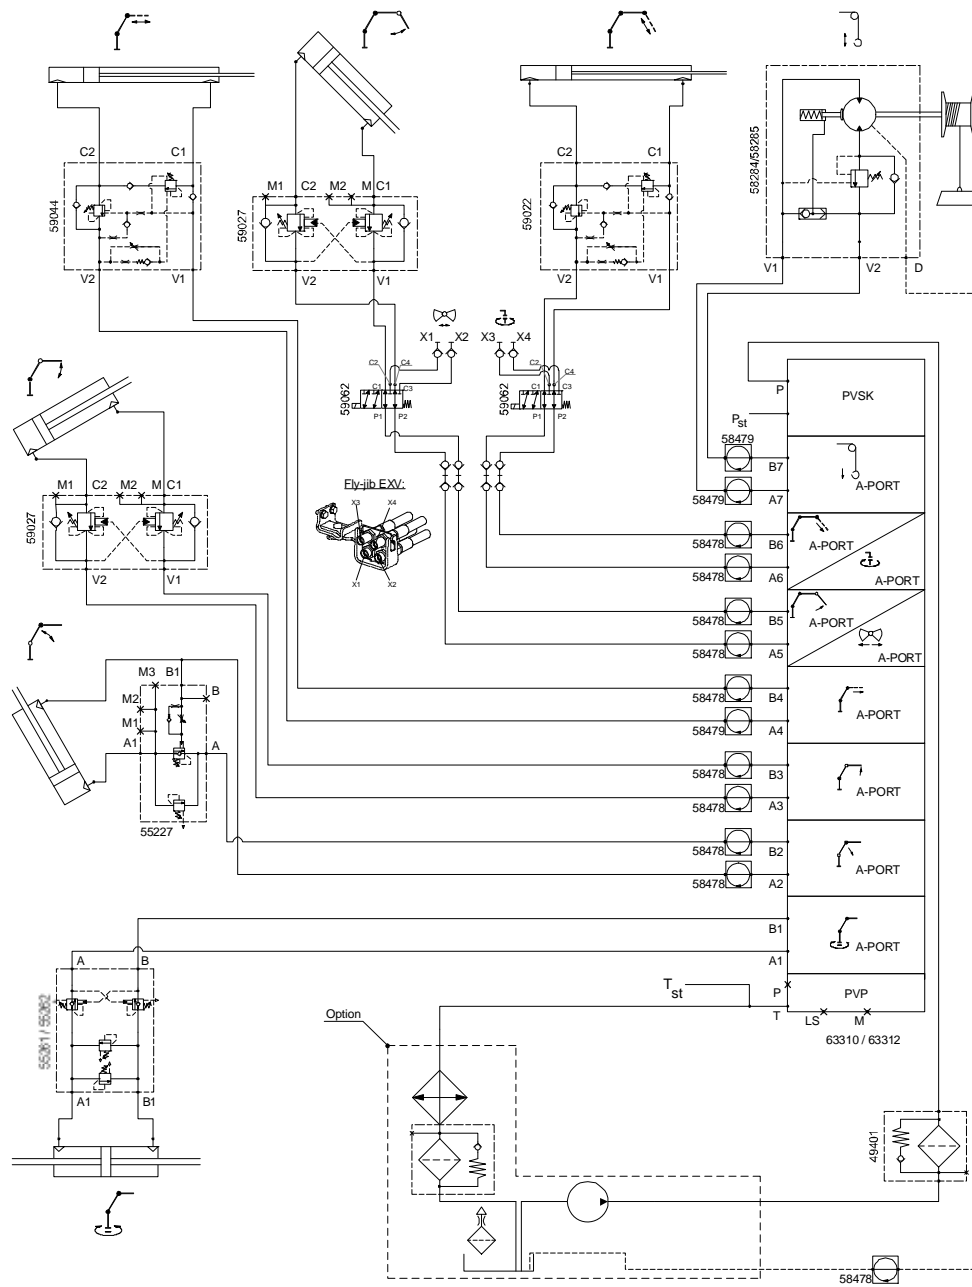 C2 C1
59044
V2 V1
M1 C2 M2 M C1
59027
V2 V1
C2 C1
59022
V2 V1
58284/58285
V1 V2 D
X1 X2
X3 X4
C2 C4
C1 C3
59062
P1 P2
C2 C4
C1 C3
59062
P1 P2
Fly-jib EXV:
X3 X4
X1 X2
M1 C2 M2 M C1
59027
V2 V1
M3 B1
B
M2
M1
A1 A
55227
P PVSK
Pst
58479
B7
A-PORT
58479 A7
B6 A-PORT
58478
A6
58478 A-PORT
B5 A-PORT
58478
A5
58478 A-PORT
B4
58478
A-PORT
A4
58479
B3
58478
A-PORT
A3
58478
58478 B2
A-PORT
58478 A2
B1
A-PORT
A1
Tst
P PVP
T
LS M
63310 / 63312
A B
55261 / 55262
A1 B1
Option
49401
58478